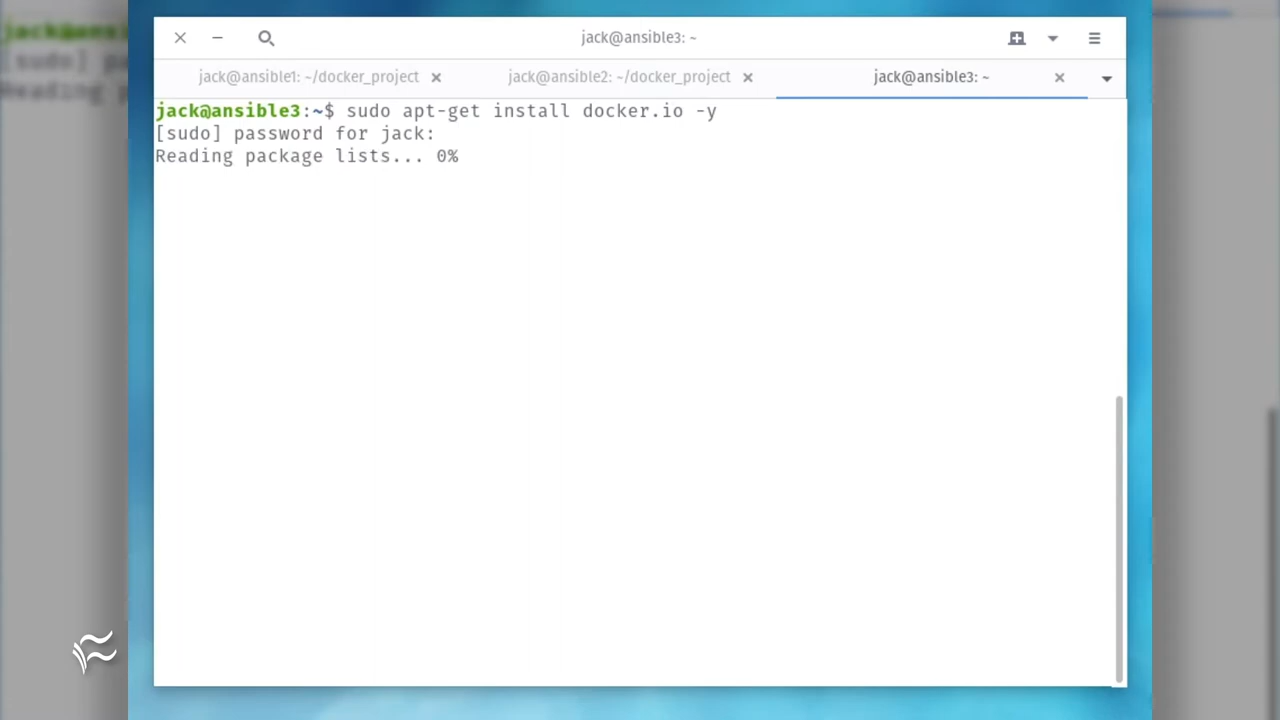 jack@ansible3: ~
jack@ansible1: ~/docker_project
jack@ansible2: ~/docker_project
jack@ansible3: ~
jack@ansible3:~$ sudo apt-get install docker.io -y
[sudo] password for jack:
Reading package lists... 0%